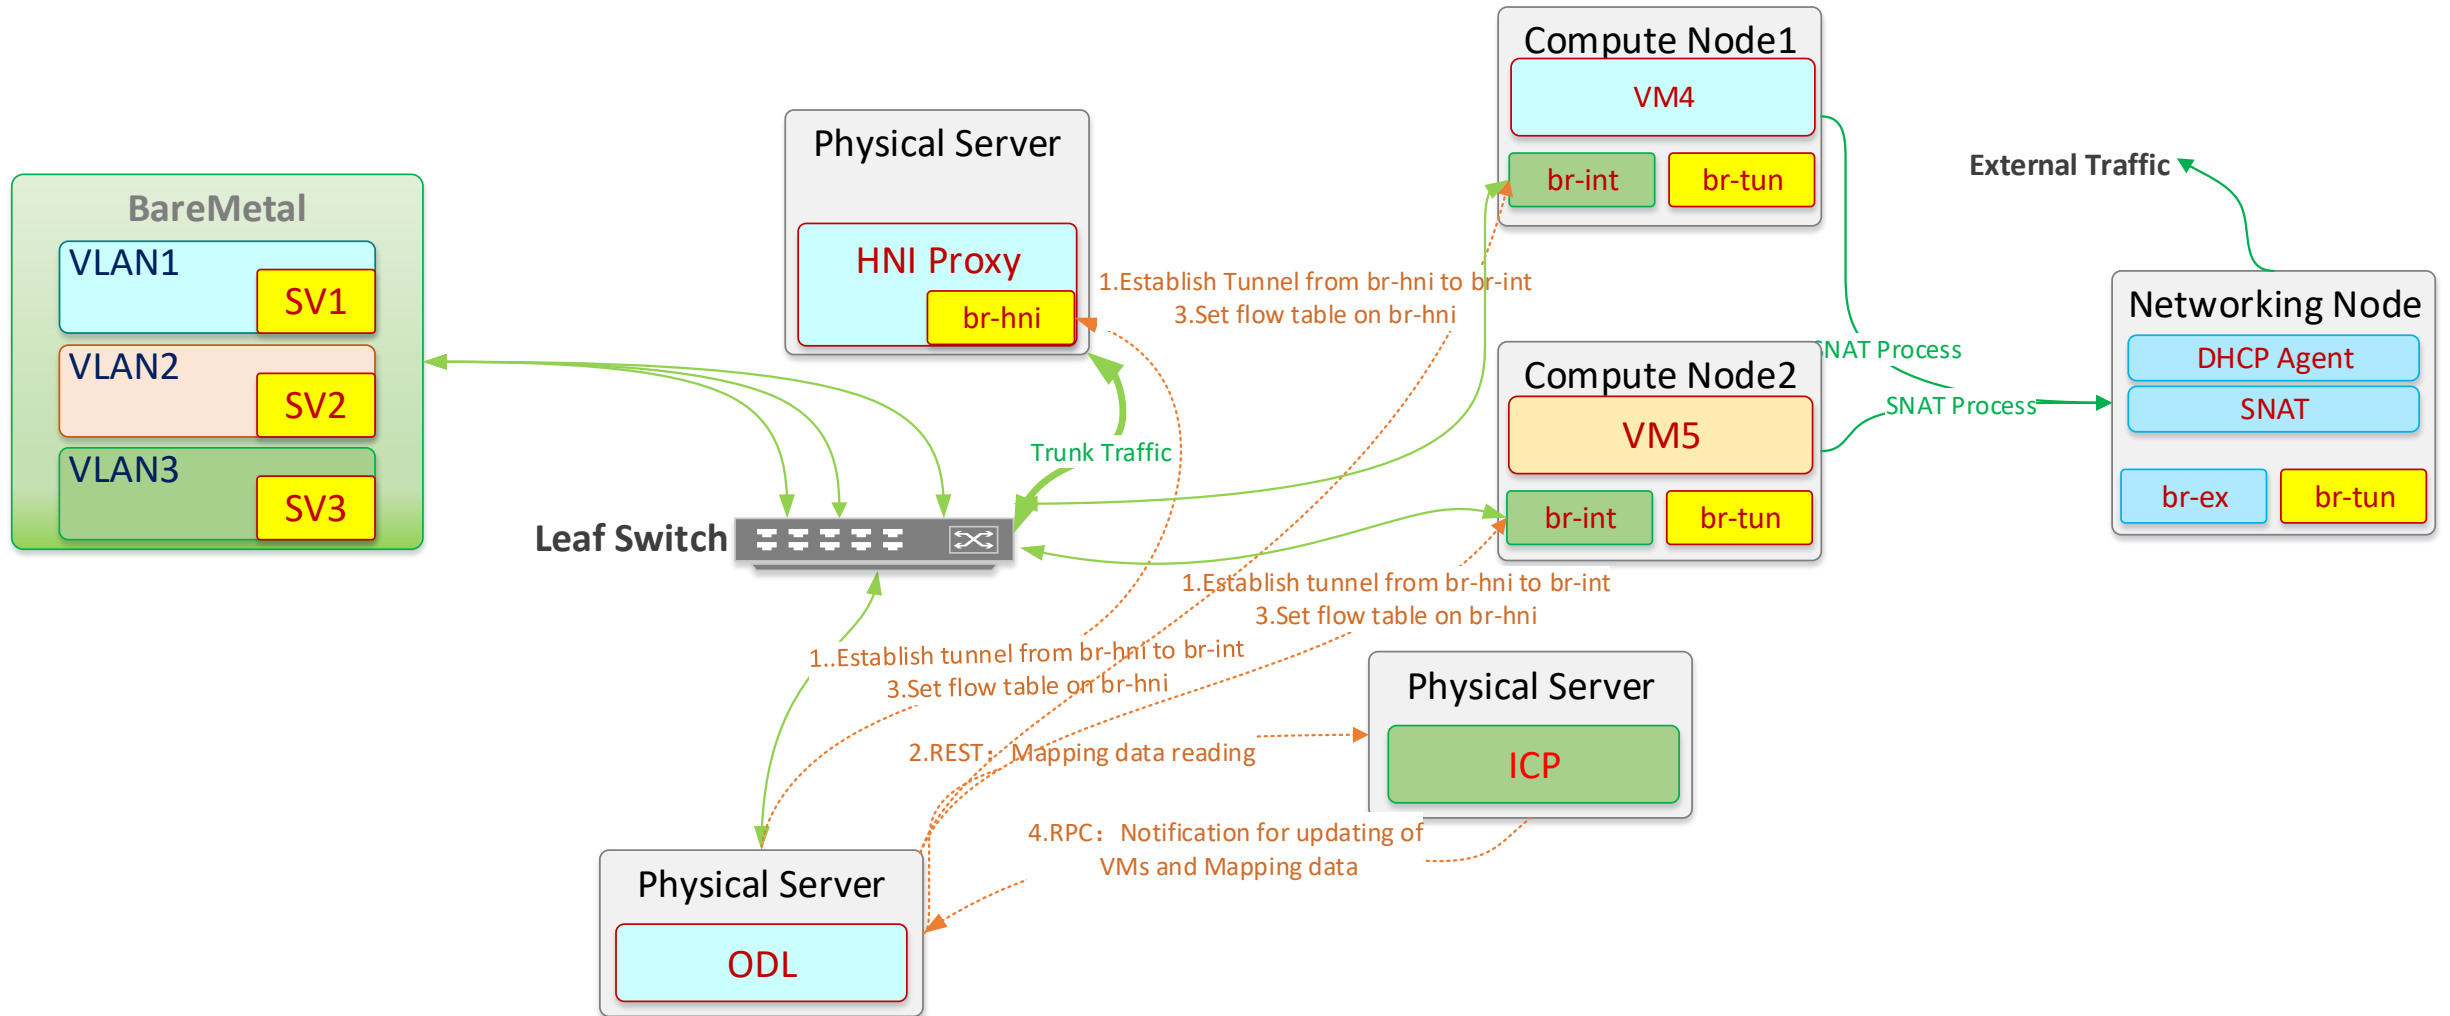 Compute Node1
VM4
br-int
br-tun
Physical Server
HNI Proxy
br-hni
External Traffic
BareMetal
VLAN1
SV1
VLAN2
SV2
VLAN3
SV3
1.Establish Tunnel from br-hni to br-int
3.Set flow table on br-hni
Networking Node
DHCP Agent
SNAT
br-ex
br-tun
SNAT Process
SNAT Process
Compute Node2
VM5
br-int
br-tun
Trunk Traffic
Leaf Switch
1.Establish tunnel from br-hni to br-int
3.Set flow table on br-hni
1..Establish tunnel from br-hni to br-int
3.Set flow table on br-hni
Physical Server
ICP
2.REST：Mapping data reading
4.RPC：Notification for updating of
VMs and Mapping data
Physical Server
ODL